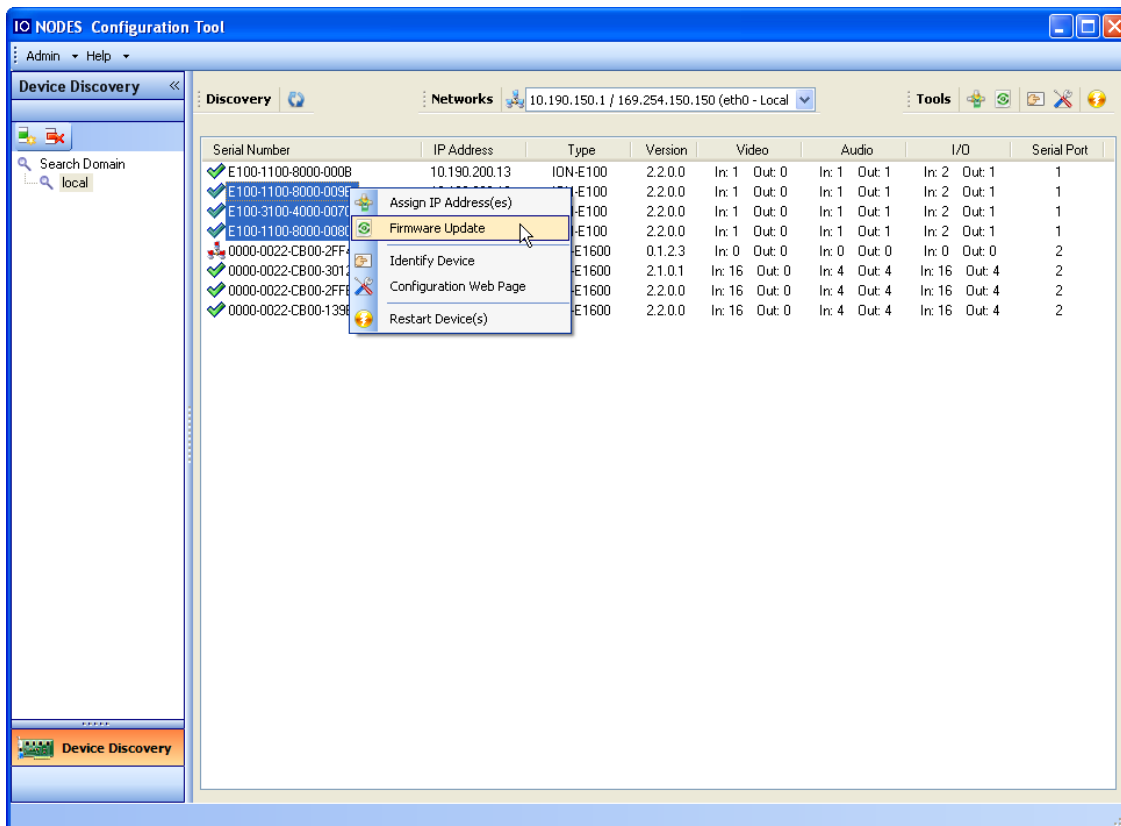 IO NODES Configuration Tool
Admin Help
Device Discovery
Discovery Networks 10.190.150.1 / 169.254.150.150 (eth0 - Local Tools
Search Domain
local
Serial Number IP Address Type Version Video Audio I/O Serial Port
E100-1100-8000-000B 10.190.200.13 ION-E100 2.2.0.0 In: 1 Out: 0 In: 1 Out: 1 In: 2 Out: 1 1
E100-1100-8000-009E -E100 2.2.0.0 In: 1 Out: 0 In: 1 Out: 1 In: 2 Out: 1 1
E100-3100-4000-0070 -E100 2.2.0.0 In: 1 Out: 0 In: 1 Out: 1 In: 2 Out: 1 1
E100-1100-8000-0080 -E100 2.2.0.0 In: 1 Out: 0 In: 1 Out: 1 In: 2 Out: 1 1
0000-0022-CB00-2FF -E1600 0.1.2.3 In: 0 Out: 0 In: 0 Out: 0 In: 0 Out: 0 2
0000-0022-CB00-3012 -E1600 2.1.0.1 In: 16 Out: 0 In: 4 Out: 4 In: 16 Out: 4 2
0000-0022-CB00-2FF -E1600 2.2.0.0 In: 16 Out: 0 In: 4 Out: 4 In: 16 Out: 4 2
0000-0022-CB00-139 -E1600 2.2.0.0 In: 16 Out: 0 In: 4 Out: 4 In: 16 Out: 4 2
Assign IP Address(es)
Firmware Update
Identify Device
Configuration Web Page
Restart Device(s)
Device Discovery